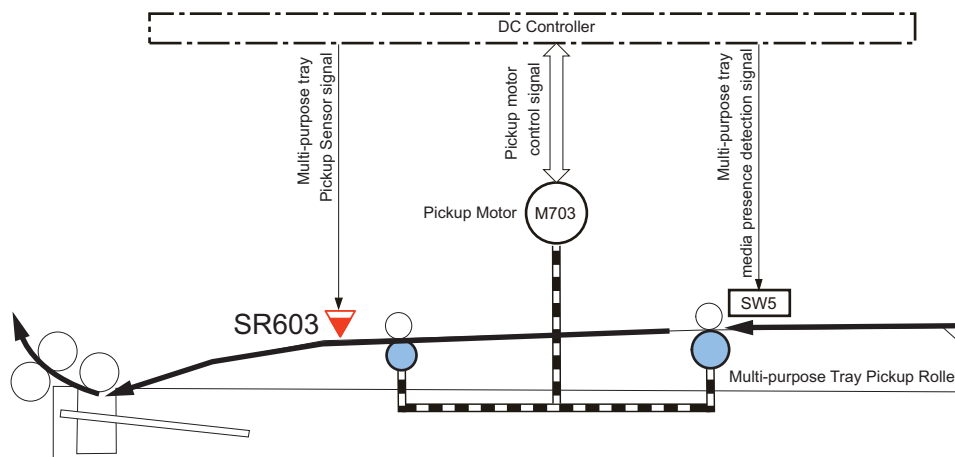 DC Controller
Multi-purpose tray
Pickup Sensor signal
Pickup motor
control signal
Multi-purpose tray
media presence detection signal
Pickup Motor
M703
SW5
SR603
Multi-purpose Tray Pickup Rolle